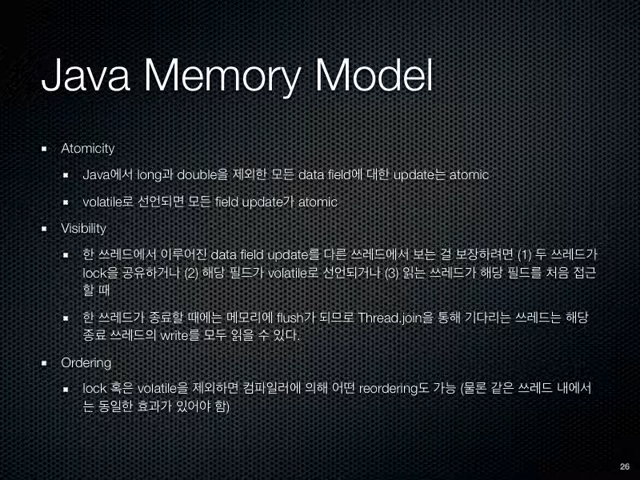 Java Memory Model
Atomicity
Java에서 long과 double을 제외한 모든 data field에 대한 update는 atomic
volatile로 선언되면 모든 field update가 atomic
Visibility
한 쓰레드에서 이루어진 data field update를 다른 쓰레드에서 보는 걸 보장하려면 (1) 두 쓰레드가
lock을 공유하거나 (2) 해당 필드가 volatile로 선언되거나 (3) 읽는 쓰레드가 해당 필드를 처음 접근
할 때
한 쓰레드가 종료할 때에는 메모리에 flush가 되므로 Thread.join을 통해 기다리는 쓰레드는 해당
종료 쓰레드의 write를 모두 읽을 수 있다.
Ordering
lock 혹은 volatile을 제외하면 컴파일러에 의해 어떤 reordering도 가능 (물론 같은 쓰레드 내에서
는 동일한 효과가 있어야 함)
26